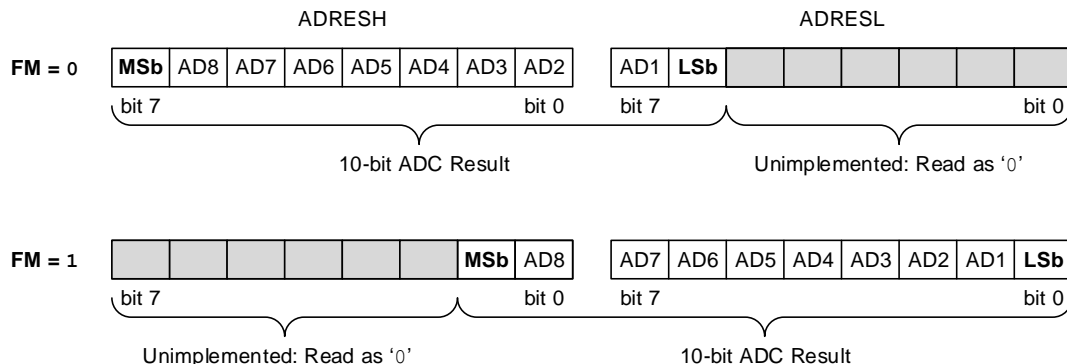 ADRESH ADRESL
FM = 0 MSb AD8 AD7 AD6 AD5 AD4 AD3 AD2 AD1 LSb
bit 7 bit 0 bit 7 bit 0
10-bit ADC Result Unimplemented: Read as ‘0’
FM = 1 MSb AD8 AD7 AD6 AD5 AD4 AD3 AD2 AD1 LSb
bit 7 bit 0 bit 7 bit 0
Unimplemented: Read as ‘0’ 10-bit ADC Result